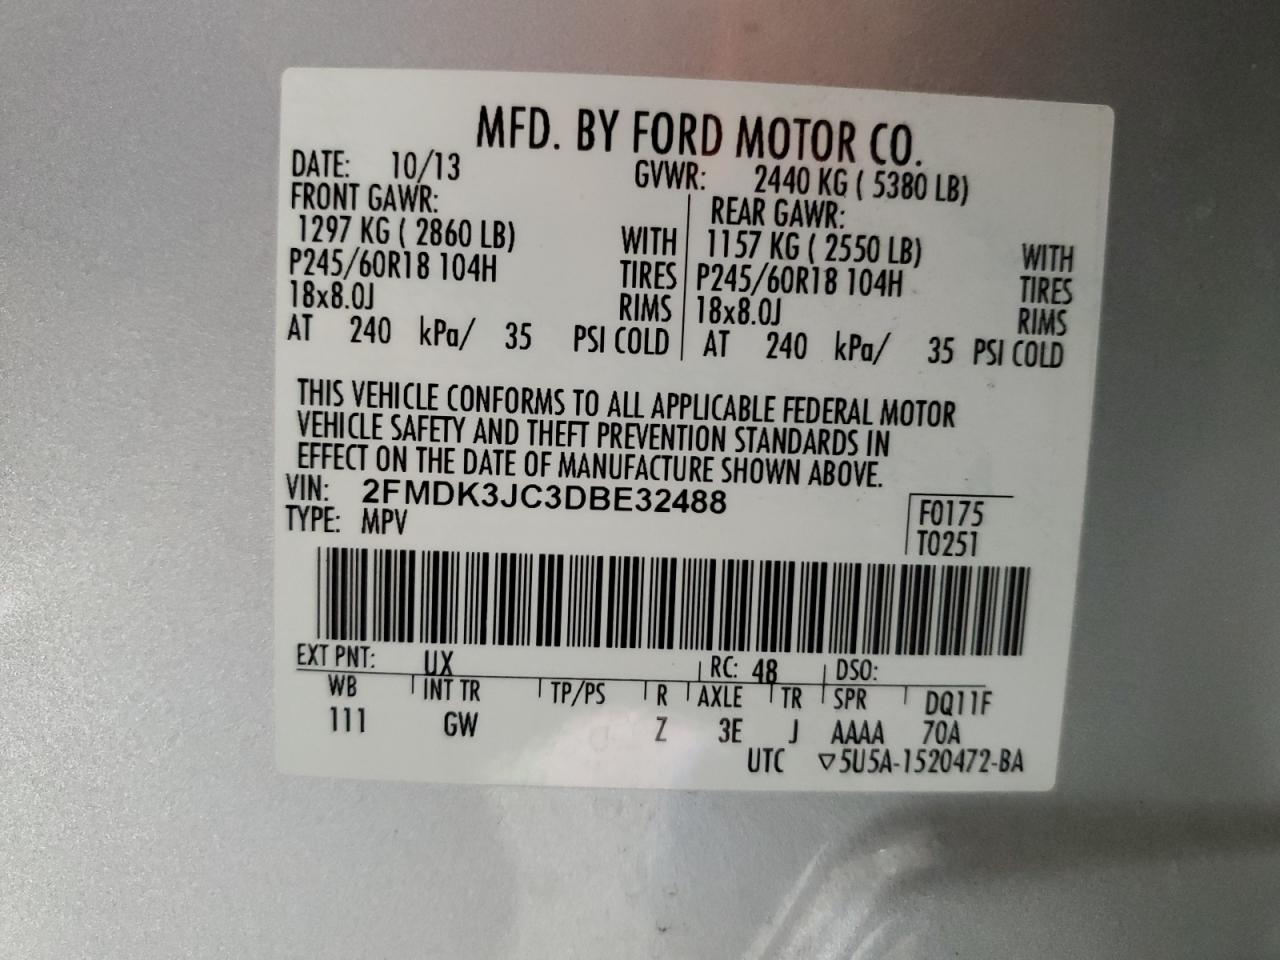 MFD. BY FORD MOTOR CO.
DATE: 10/13 GVWR: 2440 KG ( 5380 LB)
FRONT GAWR: REAR GAWR:
1297 KG ( 2860 LB) WITH 1157 KG ( 2550 LB) WITH
P245/60R18 104H TIRES P245/60R18 104H TIRES
18x8.0J RIMS 18x8.0J RIMS
AT 240 kPa/ 35 PSI COLD AT 240 kPa/ 35 PSI COLD
THIS VEHICLE CONFORMS TO ALL APPLICABLE FEDERAL MOTOR
VEHICLE SAFETY AND THEFT PREVENTION STANDARDS IN
EFFECT ON THE DATE OF MANUFACTURE SHOWN ABOVE.
VIN: 2FMDK3JC3DBE32488 F0175
TYPE: MPV T0251
EXT PNT: UX RC: 48 DSO:
WB INT TR TP/PS R AXLE TR SPR DQ11F
111 GW Z 3E J AAAA 70A
UTC ▽5U5A-1520472-BA